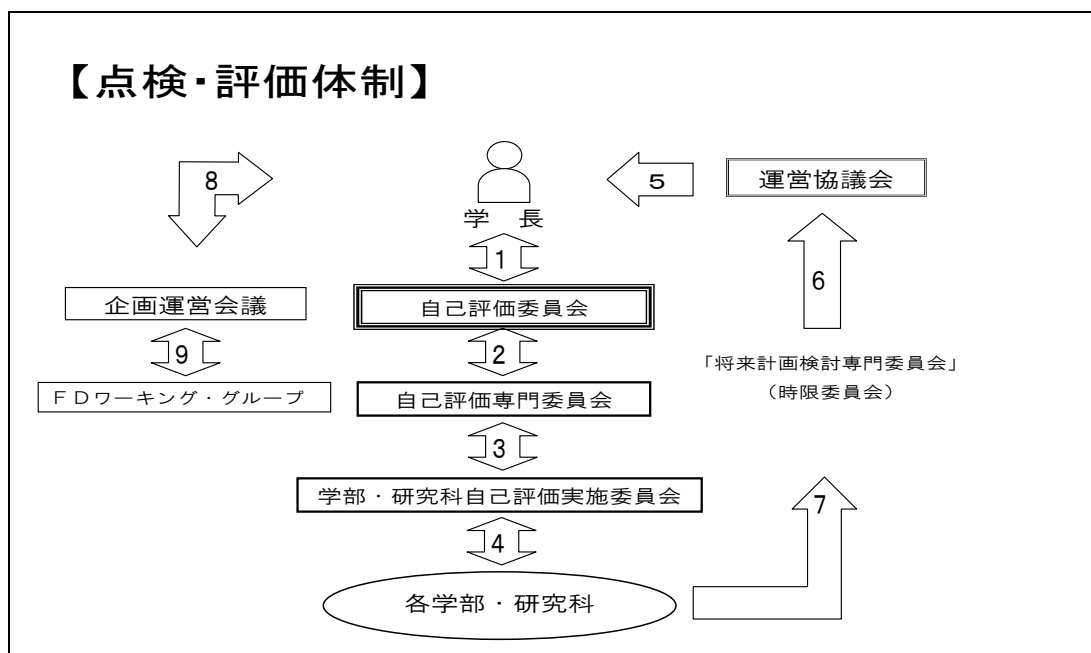 【点検・評価体制】
8
5
運営協議会
学 長
1
6
企画運営会議
自己評価委員会
9
2
「将来計画検討専門委員会」
(時限委員会)
FDワーキング・グループ
自己評価専門委員会
3
学部・研究科自己評価実施委員会
7
4
各学部・研究科